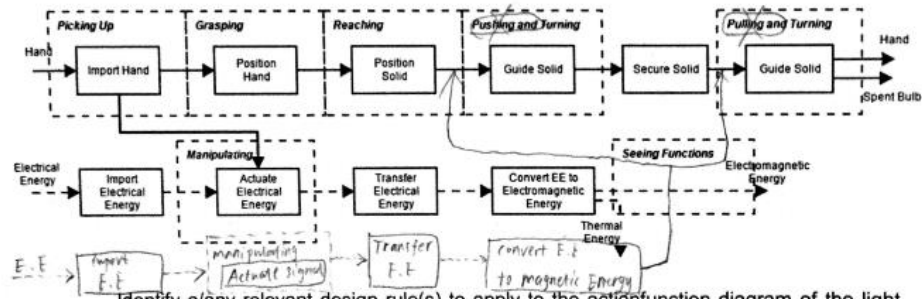 Picking Up
Grasping
Reaching
Pushing and Turning
Pulling and Turning
Hand
Import Hand
Position Hand
Position Solid
Guide Solid
Secure Solid
Guide Solid
Hand
Spent Bulb
Manipulating
Seeing Functions
Electrical Energy
Import Electrical Energy
Actuate Electrical Energy
Transfer Electrical Energy
Convert EE to Electromagnetic Energy
Electromagnetic Energy
Thermal Energy
E.E
import E.E
manipulating
Actuate signal
Transfer E.E
convert E.E
to magnetic Energy
Identify a/any relevant design rule(s) to apply to the actionfunction diagram of the light